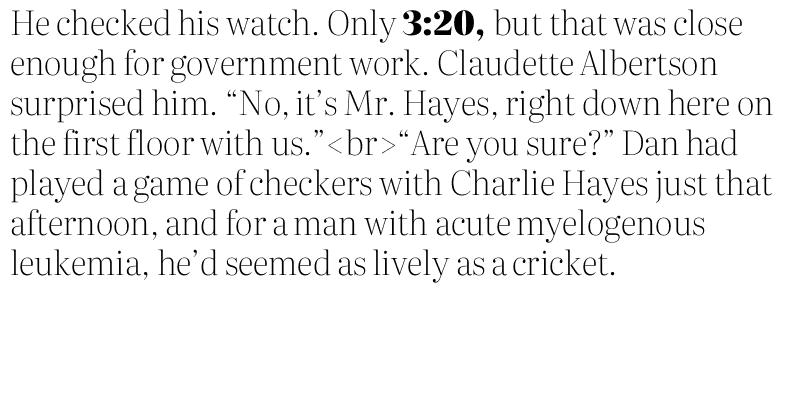 He checked his watch. Only 3:20, but that was close
enough for government work. Claudette Albertson
surprised him. “No, it’s Mr. Hayes, right down here on
the first floor with us.”<br>“Are you sure?” Dan had
played a game of checkers with Charlie Hayes just that
afternoon, and for a man with acute myelogenous
leukemia, he’d seemed as lively as a cricket.